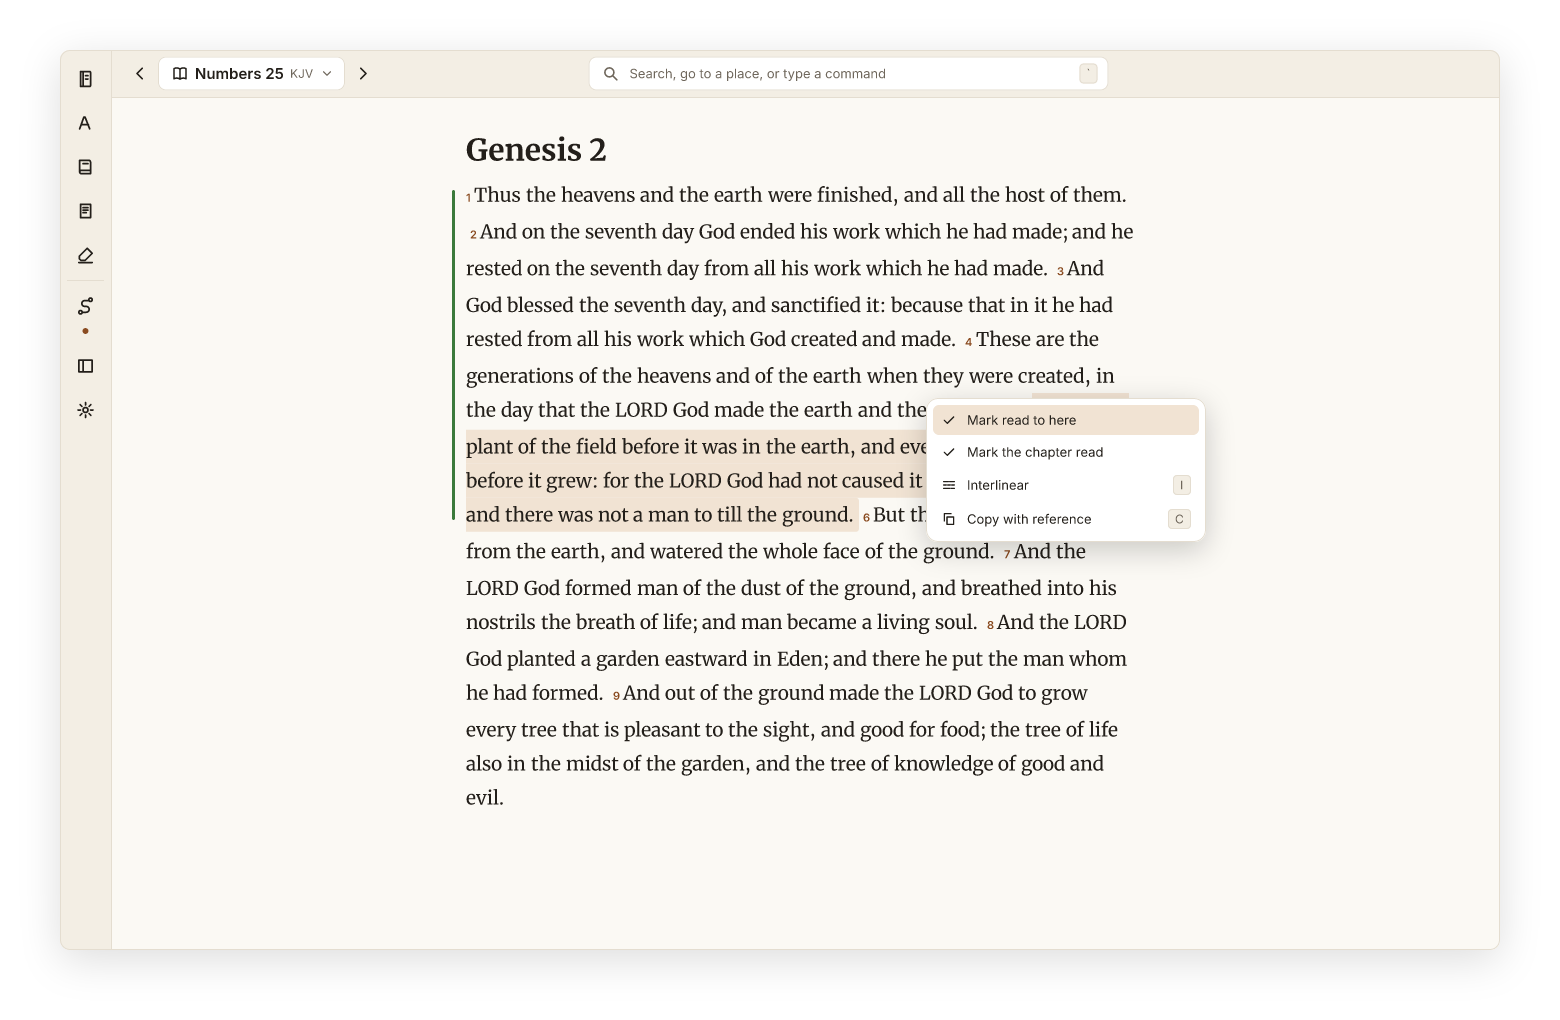 Numbers 25 KJV
Search, go to a place, or type a command `
A
Genesis 2
1 Thus the heavens and the earth were finished, and all the host of them.
2 And on the seventh day God ended his work which he had made; and he
rested on the seventh day from all his work which he had made. 3 And
God blessed the seventh day, and sanctified it: because that in it he had
rested from all his work which God created and made. 4 These are the
generations of the heavens and of the earth when they were created, in
the day that the LORD God made the earth and the
plant of the field before it was in the earth, and eve
before it grew: for the LORD God had not caused it
and there was not a man to till the ground. 6 But th
Mark read to here
Mark the chapter read
Interlinear I
Copy with reference C
from the earth, and watered the whole face of the ground. 7 And the
LORD God formed man of the dust of the ground, and breathed into his
nostrils the breath of life; and man became a living soul. 8 And the LORD
God planted a garden eastward in Eden; and there he put the man whom
he had formed. 9 And out of the ground made the LORD God to grow
every tree that is pleasant to the sight, and good for food; the tree of life
also in the midst of the garden, and the tree of knowledge of good and
evil.